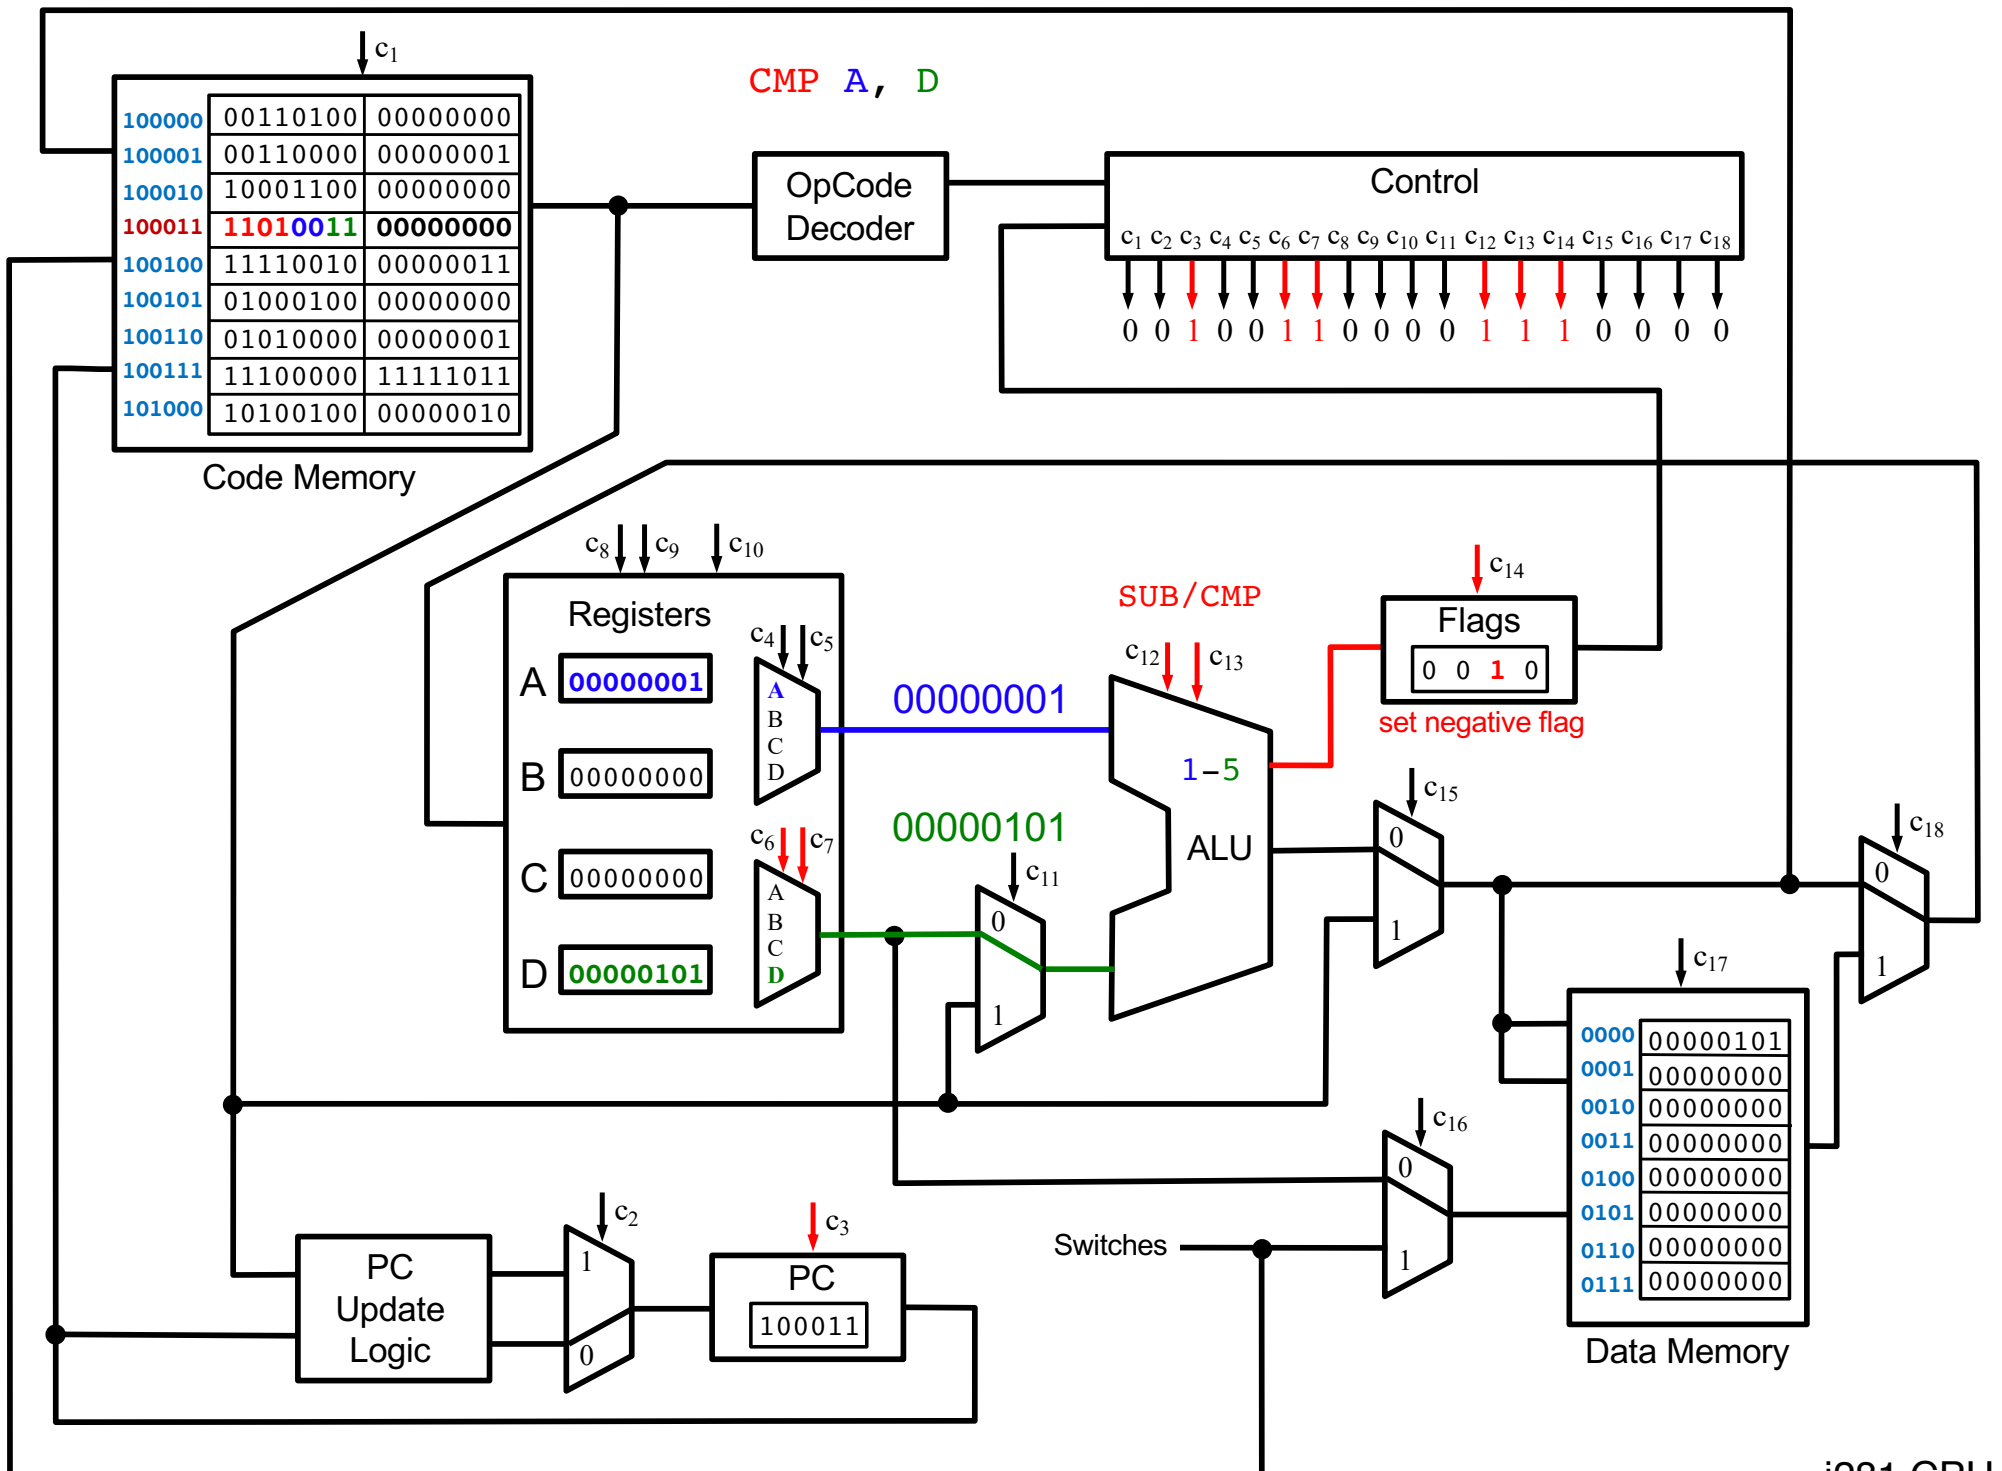 c1
CMP A, D
100000 00110100 00000000
100001 00110000 00000001
100010 10001100 00000000
100011 11010011 00000000
100100 11110010 00000011
100101 01000100 00000000
100110 01010000 00000001
100111 11100000 11111011
101000 10100100 00000010
Code Memory
OpCode
Decoder
Control
c1 c2 c3 c4 c5 c6 c7 c8 c9 c10 c11 c12 c13 c14 c15 c16 c17 c18
0 0 1 0 0 1 1 0 0 0 0 1 1 1 0 0 0 0
c8 c9 c10
Registers
A 00000001
B 00000000
C 00000000
D 00000101
c4 c5
A
B
C
D
c6 c7
A
B
C
D
00000001
00000101
c11
0
1
SUB/CMP
c12 c13
1-5
ALU
c14
Flags
0 0 1 0
set negative flag
c15
0
1
c18
0
1
c17
0000 00000101
0001 00000000
0010 00000000
0011 00000000
0100 00000000
0101 00000000
0110 00000000
0111 00000000
Data Memory
c16
0
1
Switches
PC
Update
Logic
c2
1
0
c3
PC
100011